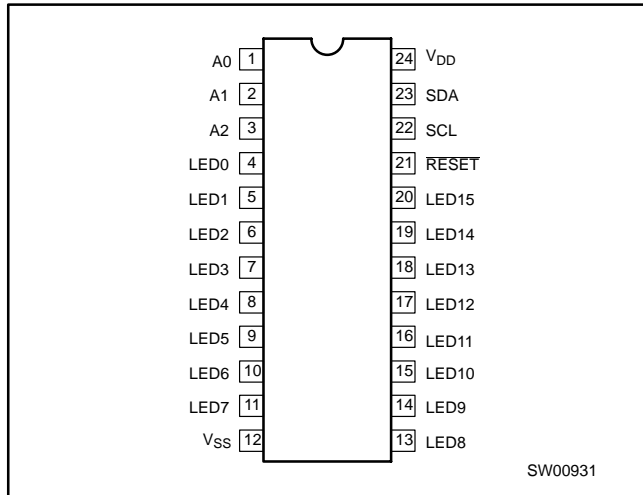 A0 1 24 VDD
A1 2 23 SDA
A2 3 22 SCL
LED0 4 21 RESET
LED1 5 20 LED15
LED2 6 19 LED14
LED3 7 18 LED13
LED4 8 17 LED12
LED5 9 16 LED11
LED6 10 15 LED10
LED7 11 14 LED9
VSS 12 13 LED8
SW00931